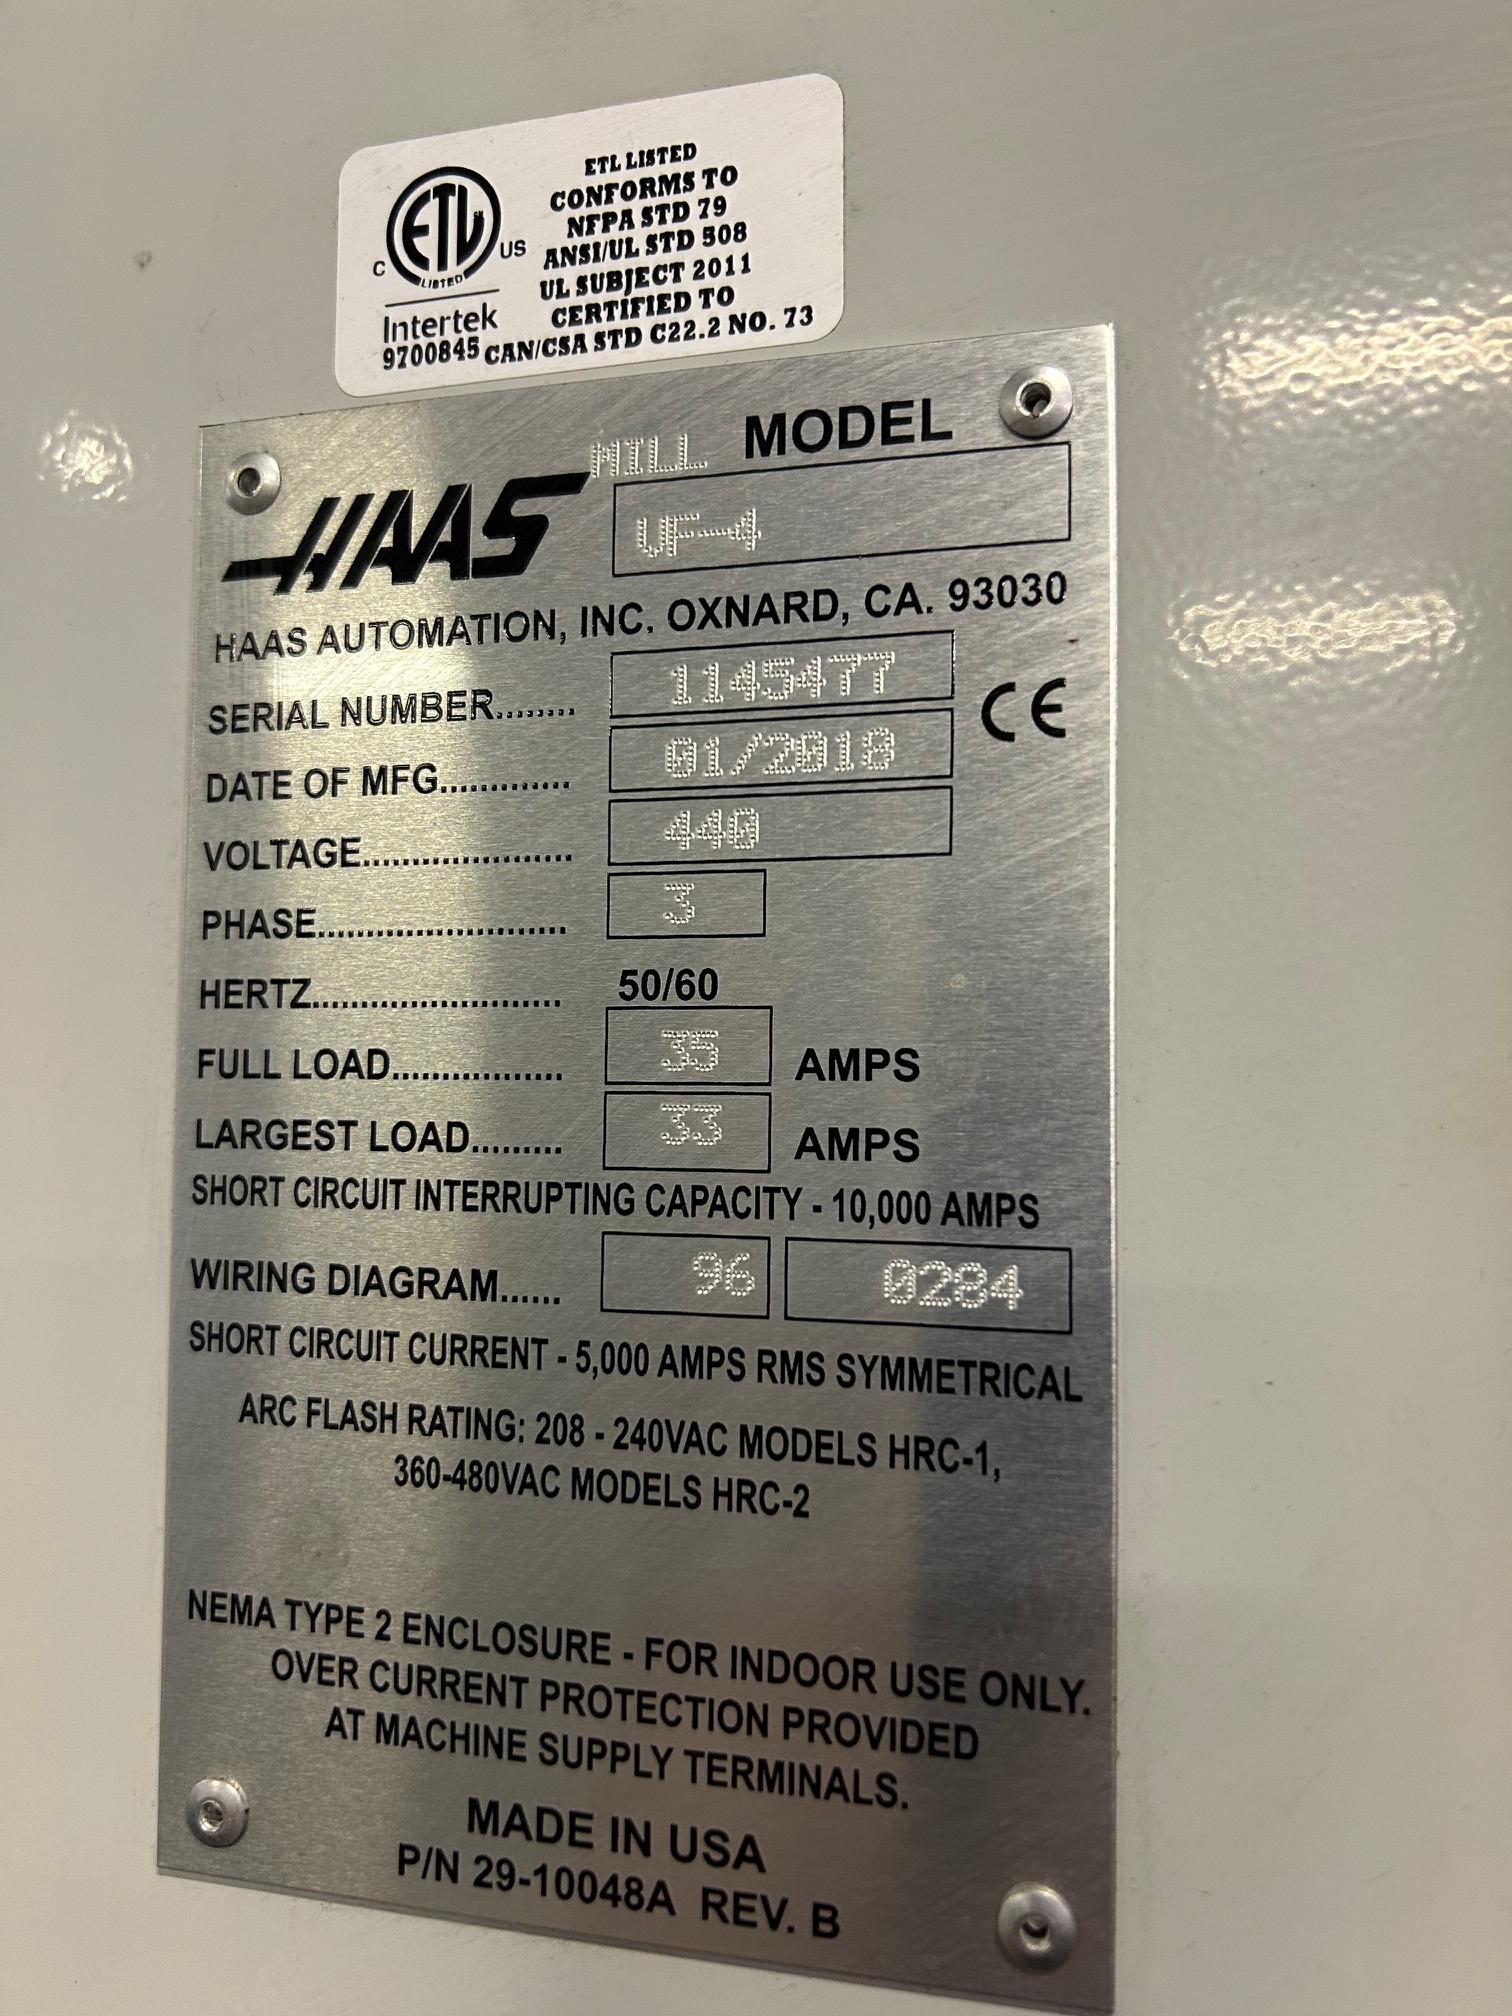 ETL LISTED
CONFORMS TO
NFPA STD 79
ANSI/UL STD 508
UL SUBJECT 2011
CERTIFIED TO
CAN/CSA STD C22.2 NO. 73
C ETL US
LISTED
Intertek
9700845
MILL MODEL
HAAS VF-4
HAAS AUTOMATION, INC. OXNARD, CA. 93030
SERIAL NUMBER........ 1145477
CE
DATE OF MFG............. 01/2018
VOLTAGE..................... 440
PHASE......................... 3
HERTZ......................... 50/60
FULL LOAD................. 35 AMPS
LARGEST LOAD......... 33 AMPS
SHORT CIRCUIT INTERRUPTING CAPACITY - 10,000 AMPS
WIRING DIAGRAM...... 96 0284
SHORT CIRCUIT CURRENT - 5,000 AMPS RMS SYMMETRICAL
ARC FLASH RATING: 208 - 240VAC MODELS HRC-1,
360-480VAC MODELS HRC-2
NEMA TYPE 2 ENCLOSURE - FOR INDOOR USE ONLY.
OVER CURRENT PROTECTION PROVIDED
AT MACHINE SUPPLY TERMINALS.
MADE IN USA
P/N 29-10048A REV. B